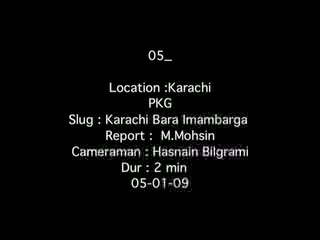 05_
Location :Karachi
PKG
Slug : Karachi Bara Imambarga
Report : M.Mohsin
Cameraman : Hasnain Bilgrami
Dur : 2 min
05-01-09